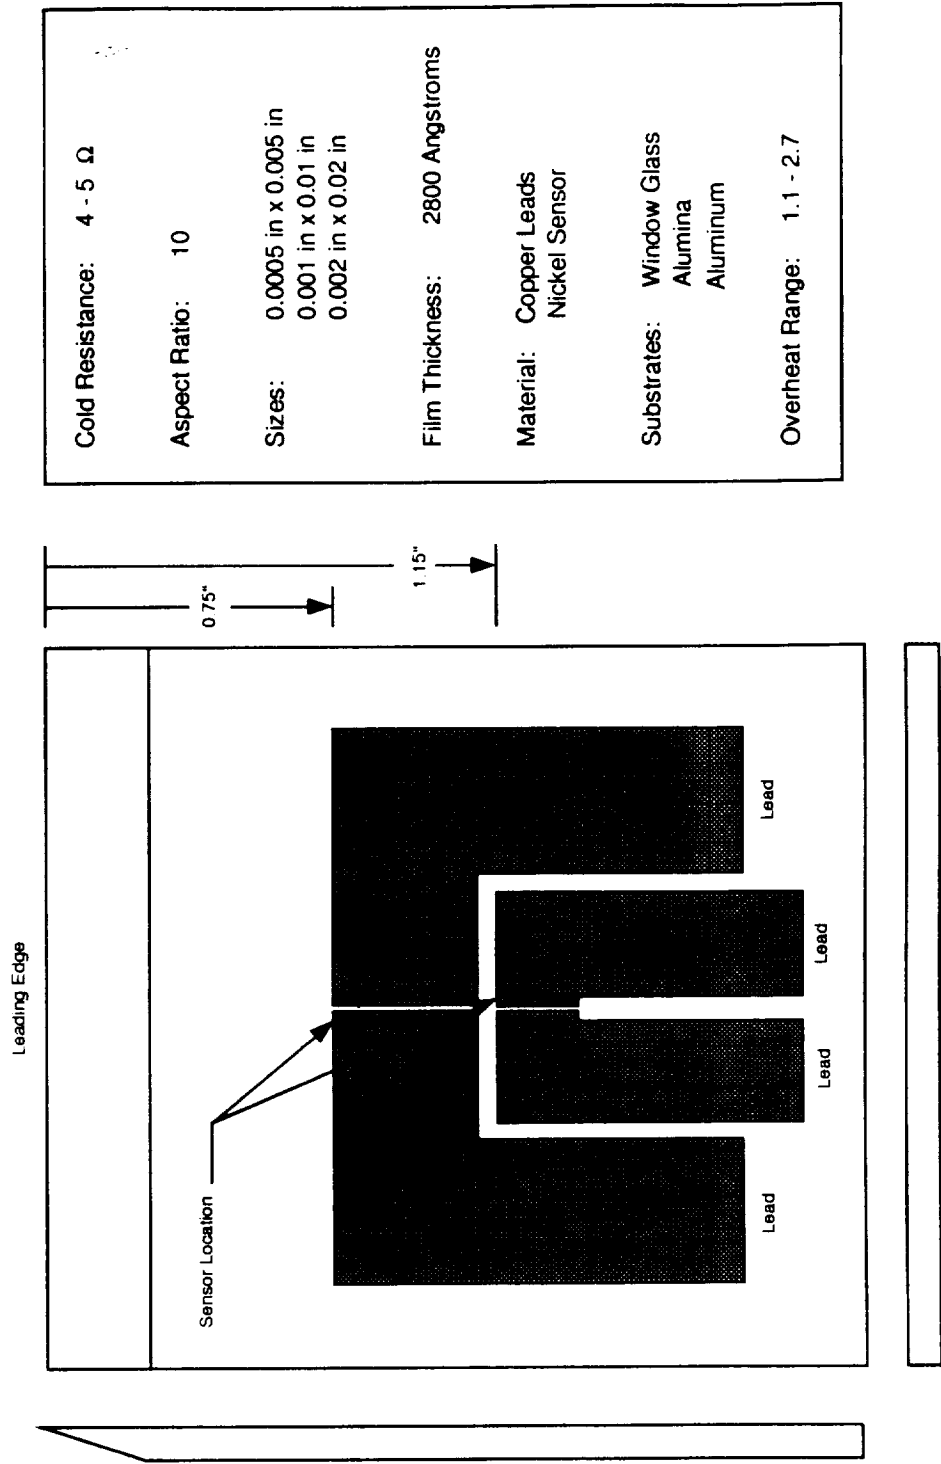 Leading Edge
Sensor Location
Lead
Lead
Lead
Lead
0.75"
1.15"
Cold Resistance: 4 - 5 Ω
Aspect Ratio: 10
Sizes: 0.0005 in x 0.005 in
0.001 in x 0.01 in
0.002 in x 0.02 in
Film Thickness: 2800 Angstroms
Material: Copper Leads
Nickel Sensor
Substrates: Window Glass
Alumina
Aluminum
Overheat Range: 1.1 - 2.7